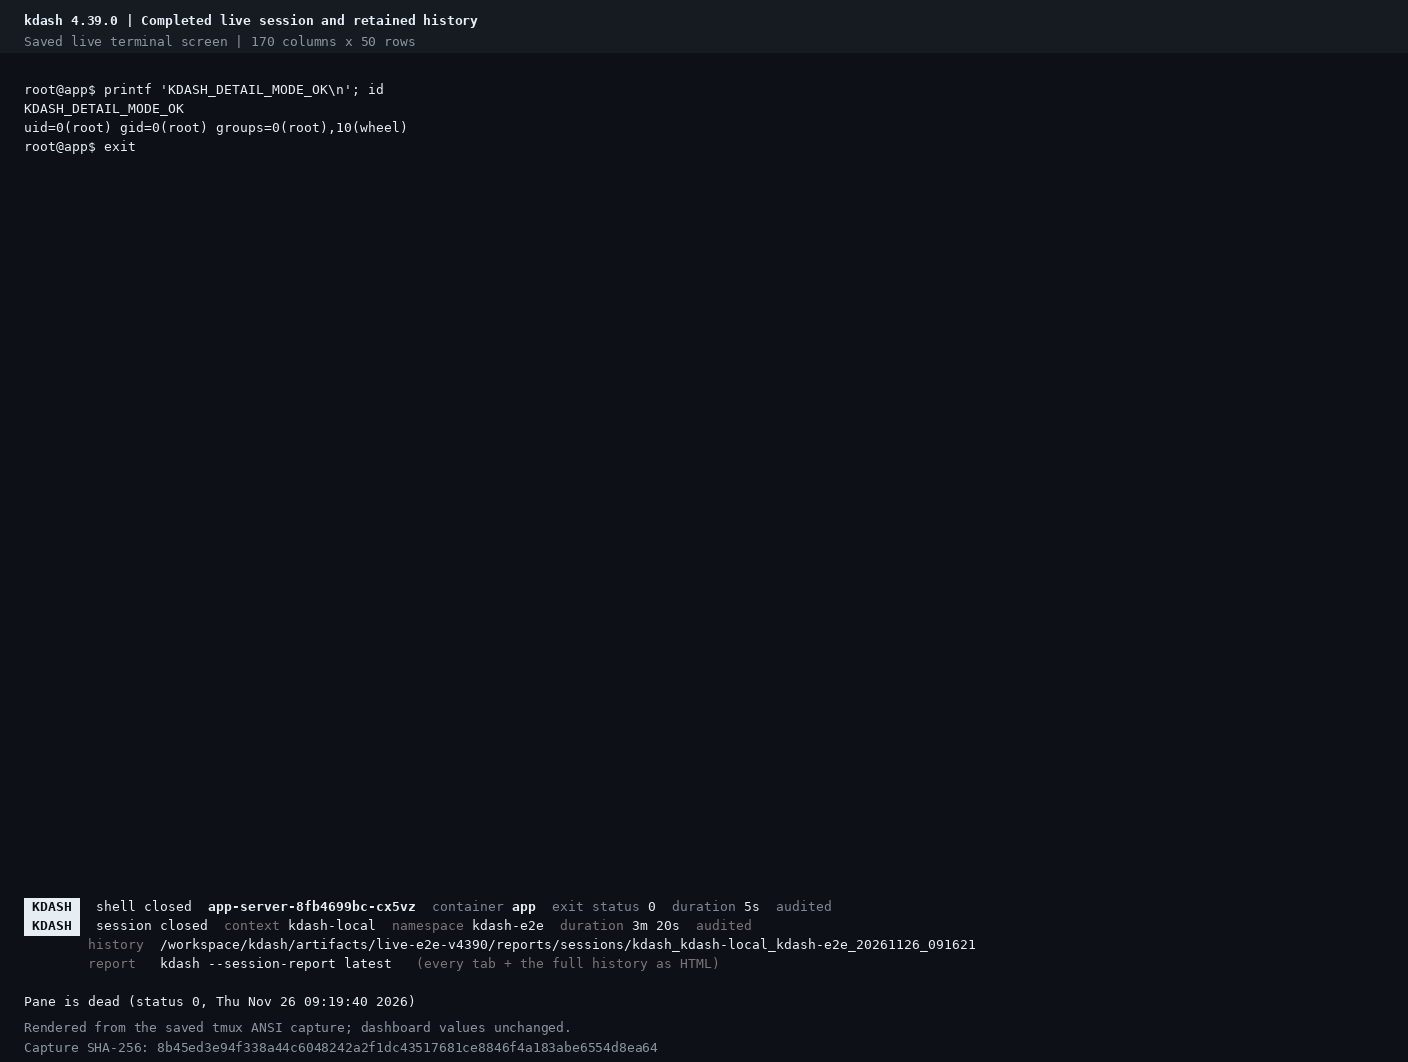 kdash 4.39.0 | Completed live session and retained history
Saved live terminal screen | 170 columns x 50 rows
root@app$ printf 'KDASH_DETAIL_MODE_OK\n'; id
KDASH_DETAIL_MODE_OK
uid=0(root) gid=0(root) groups=0(root),10(wheel)
root@app$ exit
KDASH shell closed app-server-8fb4699bc-cx5vz container app exit status 0 duration 5s audited
KDASH session closed context kdash-local namespace kdash-e2e duration 3m 20s audited
history /workspace/kdash/artifacts/live-e2e-v4390/reports/sessions/kdash_kdash-local_kdash-e2e_20261126_091621
report kdash --session-report latest (every tab + the full history as HTML)
Pane is dead (status 0, Thu Nov 26 09:19:40 2026)
Rendered from the saved tmux ANSI capture; dashboard values unchanged.
Capture SHA-256: 8b45ed3e94f338a44c6048242a2f1dc43517681ce8846f4a183abe6554d8ea64